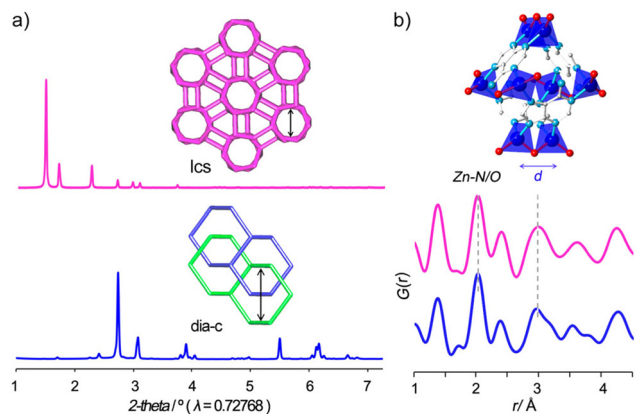 a)
lcs
dia-c
1 2 3 4 5 6 7
2-theta / º ( λ = 0.72768)
b)
d
Zn-N/O
G(r)
1 2 3 4
r/ Å